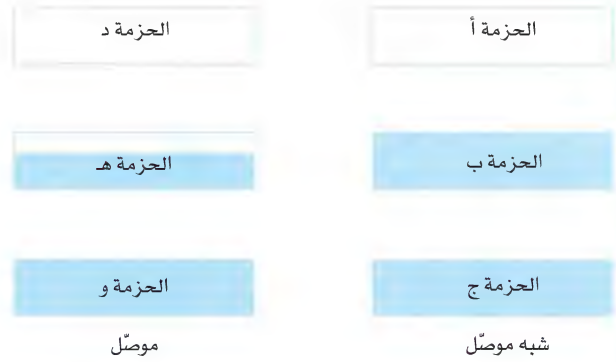 الحزمة أ
الحزمة د
الحزمة ب
الحزمة هـ
الحزمة ج
الحزمة و
شبه موصّل
موصّل